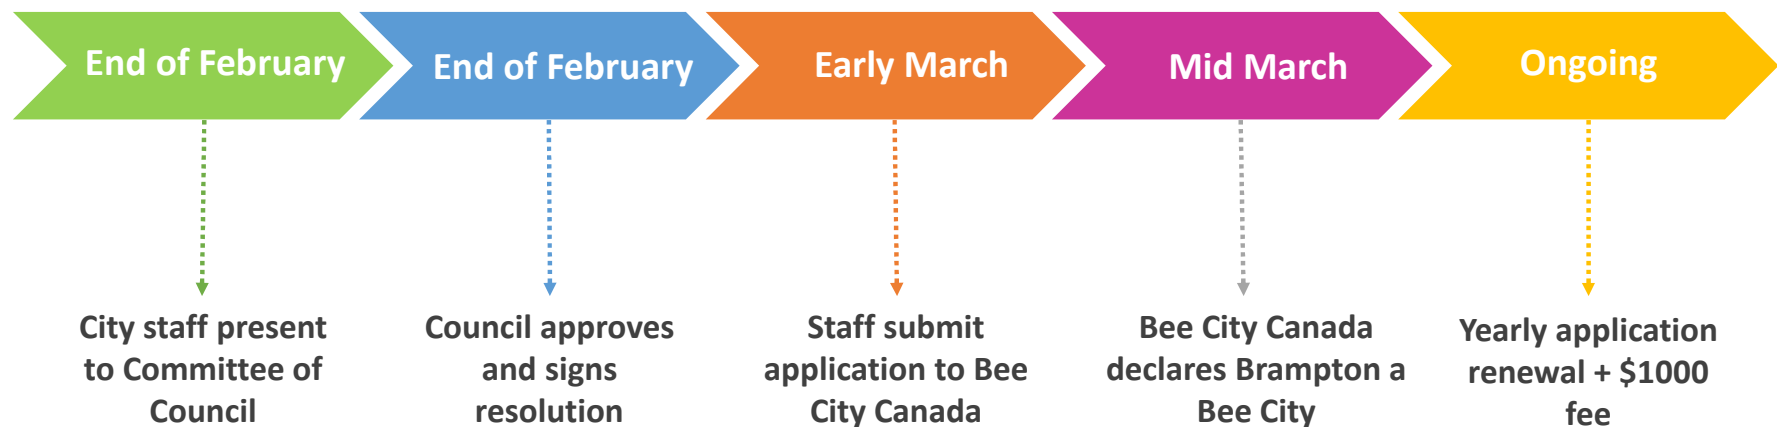 End of February
End of February
Early March
Mid March
Ongoing
City staff present
to Committee of
Council
Council approves
and signs
resolution
Staff submit
application to Bee
City Canada
Bee City Canada
declares Brampton a
Bee City
Yearly application
renewal + $1000
fee